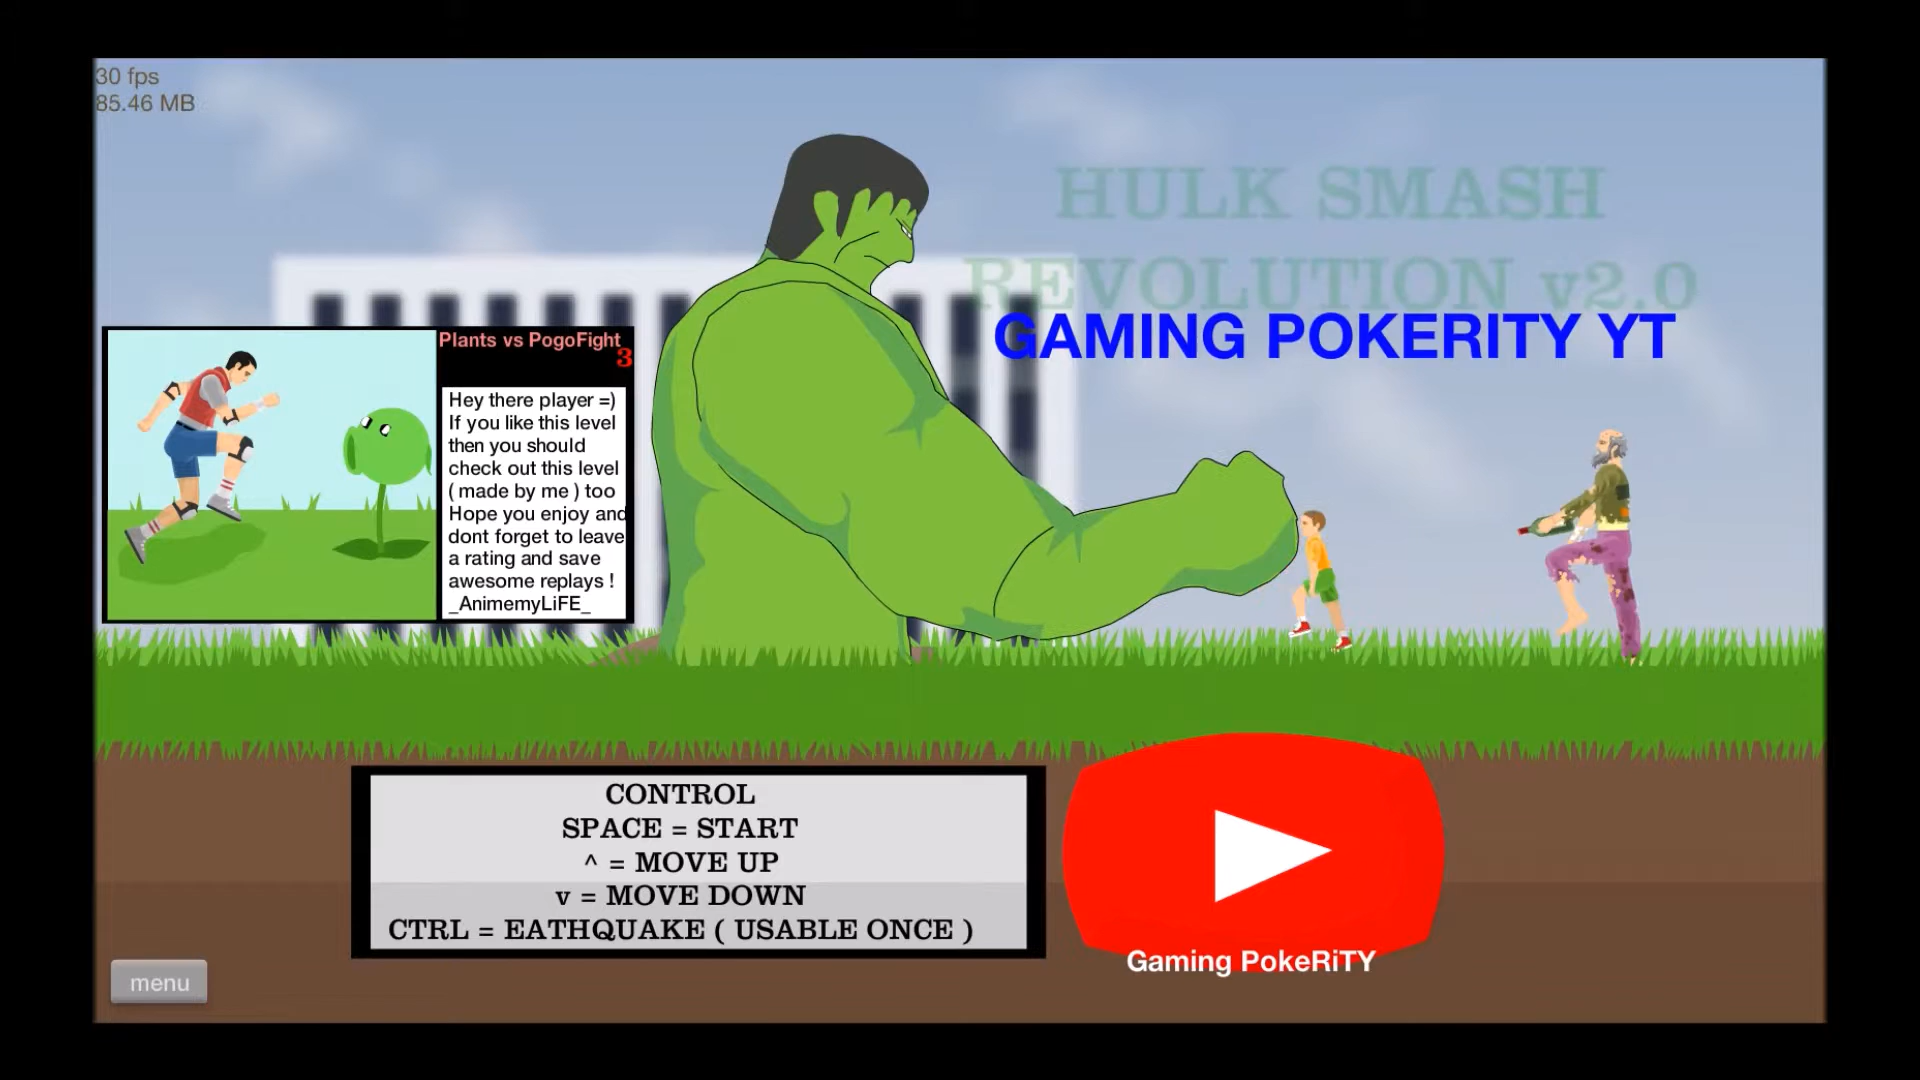 30 fps
85.46 MB
HULK SMASH
REVOLUTION v2.0
GAMING POKERITY YT
Plants vs PogoFight
3
Hey there player =)
If you like this level
then you should
check out this level
( made by me ) too
Hope you enjoy and
dont forget to leave
a rating and save
awesome replays !
_AnimemyLiFE_
CONTROL
SPACE = START
^ = MOVE UP
v = MOVE DOWN
CTRL = EATHQUAKE ( USABLE ONCE )
Gaming PokeRiTY
menu